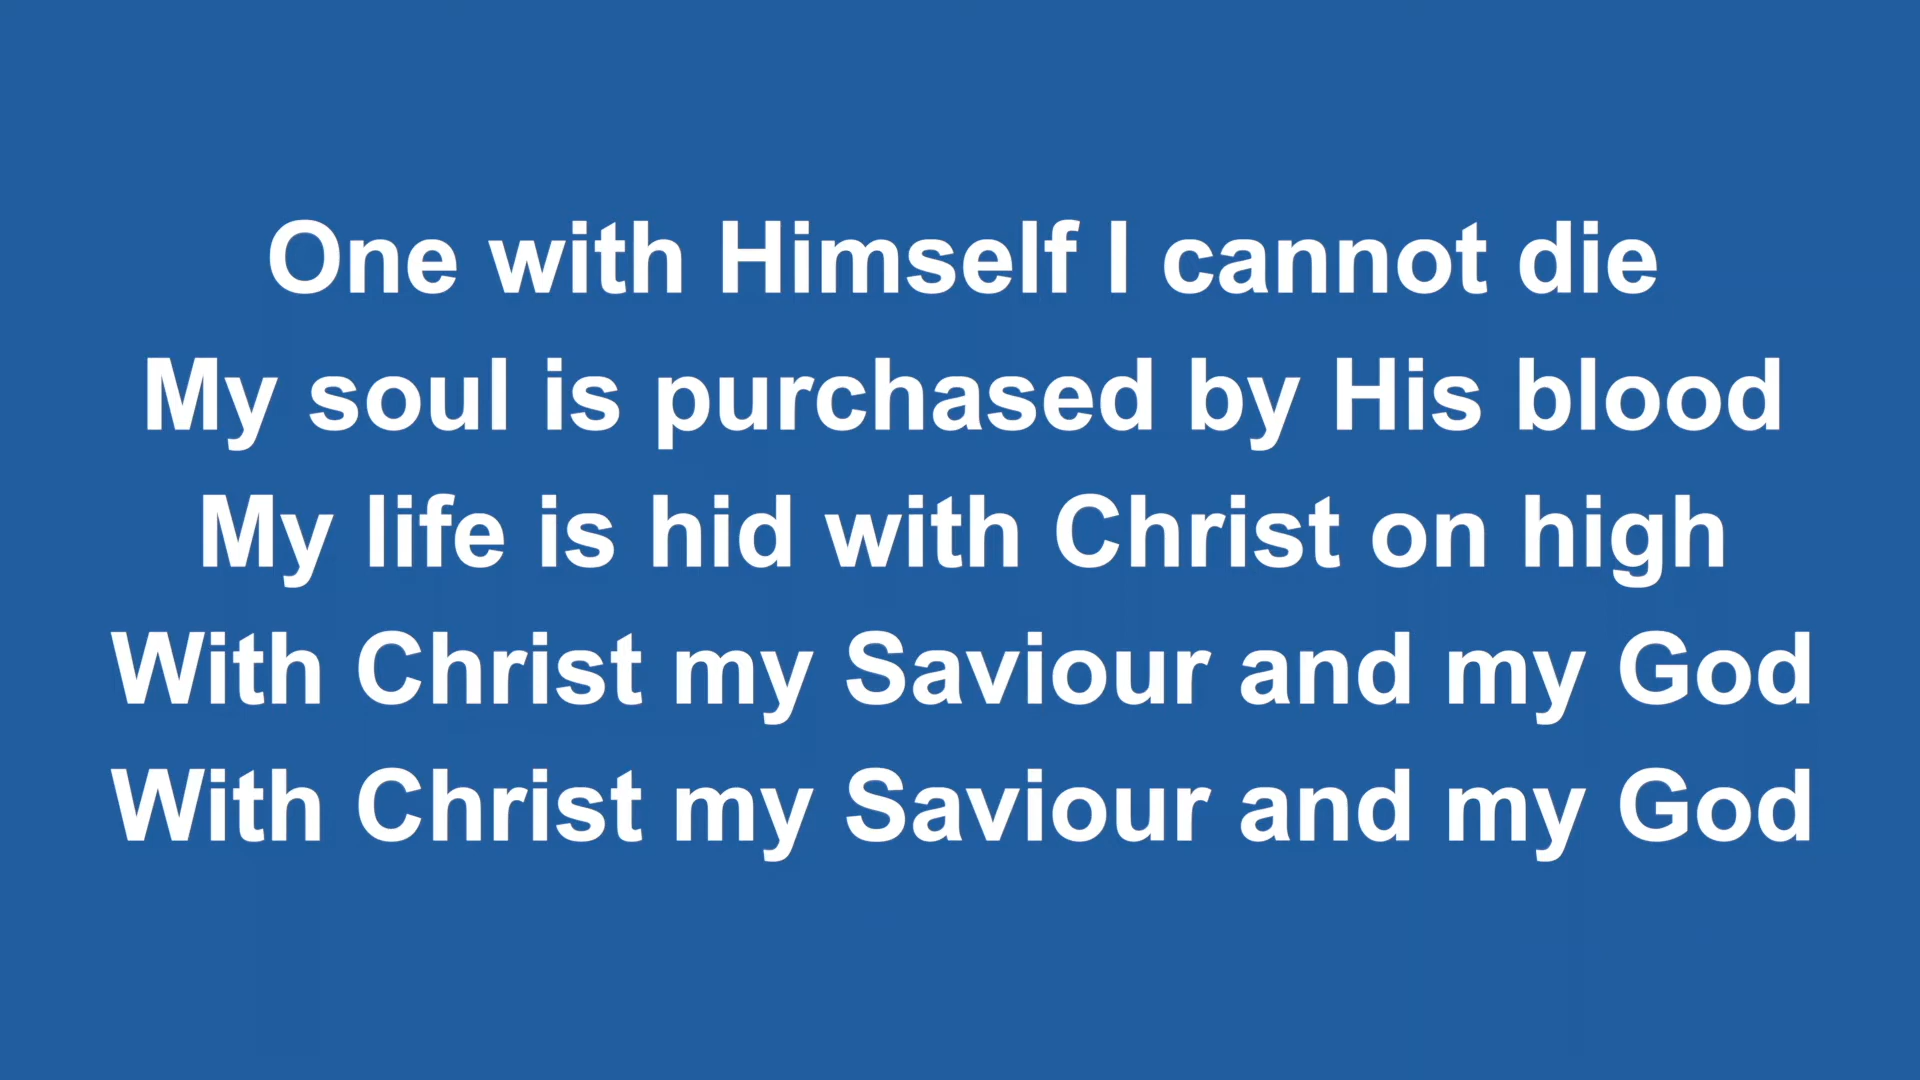 One with Himself I cannot die
My soul is purchased by His blood
My life is hid with Christ on high
With Christ my Saviour and my God
With Christ my Saviour and my God